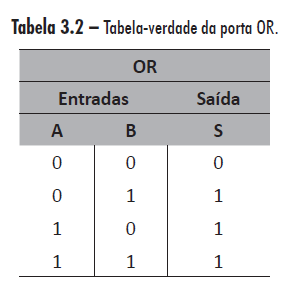 Tabela 3.2 – Tabela-verdade da porta OR.
OR
Entradas Saída
A B S
0 0 0
0 1 1
1 0 1
1 1 1